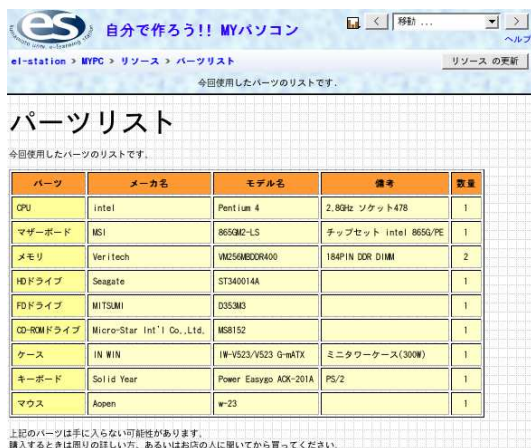 es
自分で作ろう!! MYパソコン
< 移動 ... >
ヘルプ
el-station > MYPC > リソース > パーツリスト
リソース の更新
今回使用したパーツのリストです.
パーツリスト
今回使用したパーツのリストです.
パーツ メーカ名 モデル名 備考 数量
CPU intel Pentium 4 2.8GHz ソケット478 1
マザーボード MSI 865GM2-LS チップセット intel 865G/PE 1
メモリ Veritech VM256MBDDR400 184PIN DDR DIMM 2
HDドライブ Seagate ST340014A 1
FDドライブ MITSUMI D353M3 1
CD-ROMドライブ Micro-Star Int'l Co.,Ltd. MS8152 1
ケース IN WIN IW-V523/V523 G-mATX ミニタワーケース(300W) 1
キーボード Solid Year Power Easygo ACK-201A PS/2 1
マウス Aopen w-23 1
上記のパーツは手に入らない可能性があります.
購入するときは周りの詳しい方, あるいはお店の人に聞いてから買ってください.